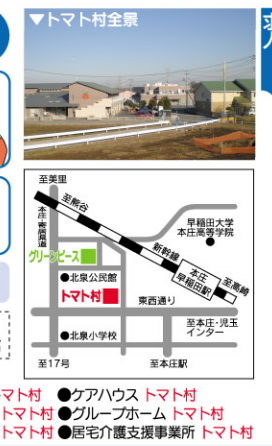 ▼トマト村全景
至美里
至熊谷
本庄・寄居県道
早稲田大学
本庄高等学院
グリーンピース
新幹線
本庄
早稲田駅
至高崎
●北泉公民館
トマト村
東西通り
●北泉小学校
至本庄・児玉
インター
至17号
至本庄駅
マト村 ●ケアハウス トマト村
トマト村 ●グループホーム トマト村
トマト村 ●居宅介護支援事業所 トマト村